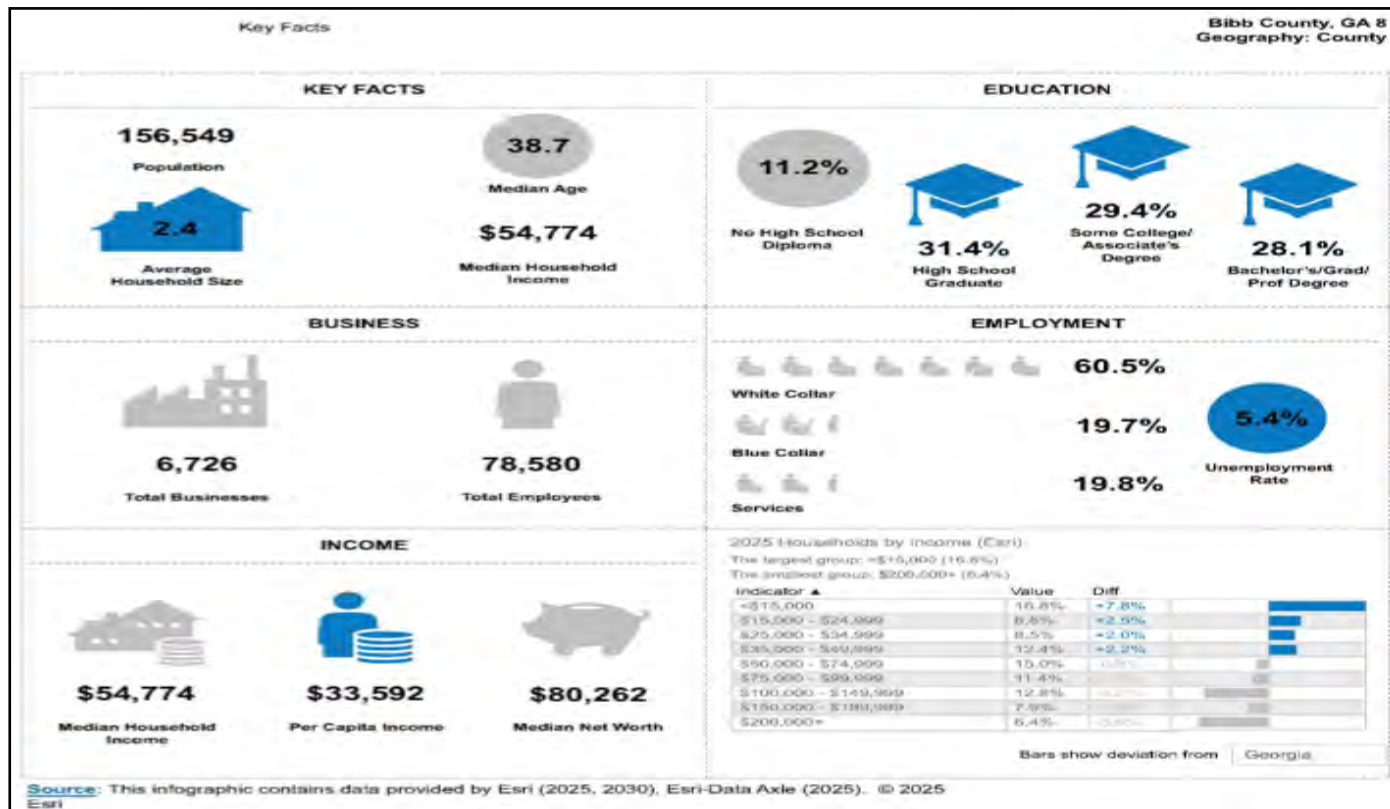 Key Facts
Bibb County, GA 8
Geography: County
KEY FACTS
156,549
Population
38.7
Median Age
2.4
Average
Household Size
$54,774
Median Household
Income
EDUCATION
11.2%
No High School
Diploma
31.4%
High School
Graduate
29.4%
Some College/
Associate's
Degree
28.1%
Bachelor's/Grad/
Prof Degree
BUSINESS
6,726
Total Businesses
78,580
Total Employees
EMPLOYMENT
60.5%
White Collar
19.7%
Blue Collar
19.8%
Services
5.4%
Unemployment
Rate
INCOME
$54,774
Median Household
Income
$33,592
Per Capita Income
$80,262
Median Net Worth
2025 Households by income (Esri)
The largest group: <$15,000 (16.8%)
The smallest group: $200,000+ (6.4%)
Indicator ▲ Value Diff
<$15,000 16.8% +7.8%
$15,000 - $24,999 +2.5%
$25,000 - $34,999 8.5% +2.0%
$35,000 - $49,999 12.4% +2.2%
$50,000 - $74,999 15.0%
$75,000 - $99,999 11.4%
$100,000 - $149,999 12.8%
$150,000 - $199,999 7.9%
$200,000+ 6.4%
Bars show deviation from Georgia
Source: This infographic contains data provided by Esri (2025, 2030), Esri-Data Axle (2025). © 2025
Esri